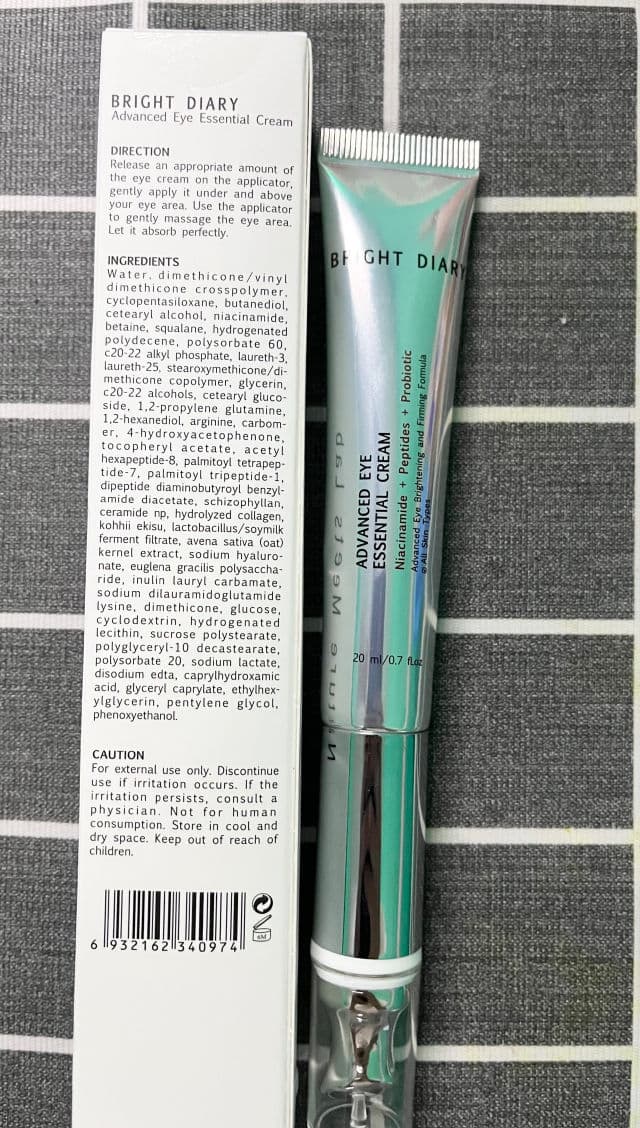 BRIGHT DIARY
Advanced Eye Essential Cream
DIRECTION
Release an appropriate amount of
the eye cream on the applicator,
gently apply it under and above
your eye area. Use the applicator
to gently massage the eye area.
Let it absorb perfectly.
INGREDIENTS
Water, dimethicone/vinyl
dimethicone crosspolymer,
cyclopentasiloxane, butanediol,
cetearyl alcohol, niacinamide,
betaine, squalane, hydrogenated
polydecene, polysorbate 60,
c20-22 alkyl phosphate, laureth-3,
laureth-25, stearoxymethicone/di-
methicone copolymer, glycerin,
c20-22 alcohols, cetearyl gluco-
side, 1,2-propylene glutamine,
1,2-hexanediol, arginine, carbom-
er, 4-hydroxyacetophenone,
tocopheryl acetate, acetyl
hexapeptide-8, palmitoyl tetrapep-
tide-7, palmitoyl tripeptide-1,
dipeptide diaminobutyroyl benzyl-
amide diacetate, schizophyllan,
ceramide np, hydrolyzed collagen,
kohhii ekisu, lactobacillus/soymilk
ferment filtrate, avena sativa (oat)
kernel extract, sodium hyaluro-
nate, euglena gracilis polysaccha-
ride, inulin lauryl carbamate,
sodium dilauramidoglutamide
lysine, dimethicone, glucose,
cyclodextrin, hydrogenated
lecithin, sucrose polystearate,
polyglyceryl-10 decastearate,
polysorbate 20, sodium lactate,
disodium edta, caprylhydroxamic
acid, glyceryl caprylate, ethylhex-
ylglycerin, pentylene glycol,
phenoxyethanol.
CAUTION
For external use only. Discontinue
use if irritation occurs. If the
irritation persists, consult a
physician. Not for human
consumption. Store in cool and
dry space. Keep out of reach of
children.
6 932162 340974
6M
BRIGHT DIARY
ADVANCED EYE
ESSENTIAL CREAM
Niacinamide + Peptides + Probiotic
Advanced Eye Brightening and Firming Formula
All Skin Types
20 ml/0.7 fl.oz
Nature Meets Lab